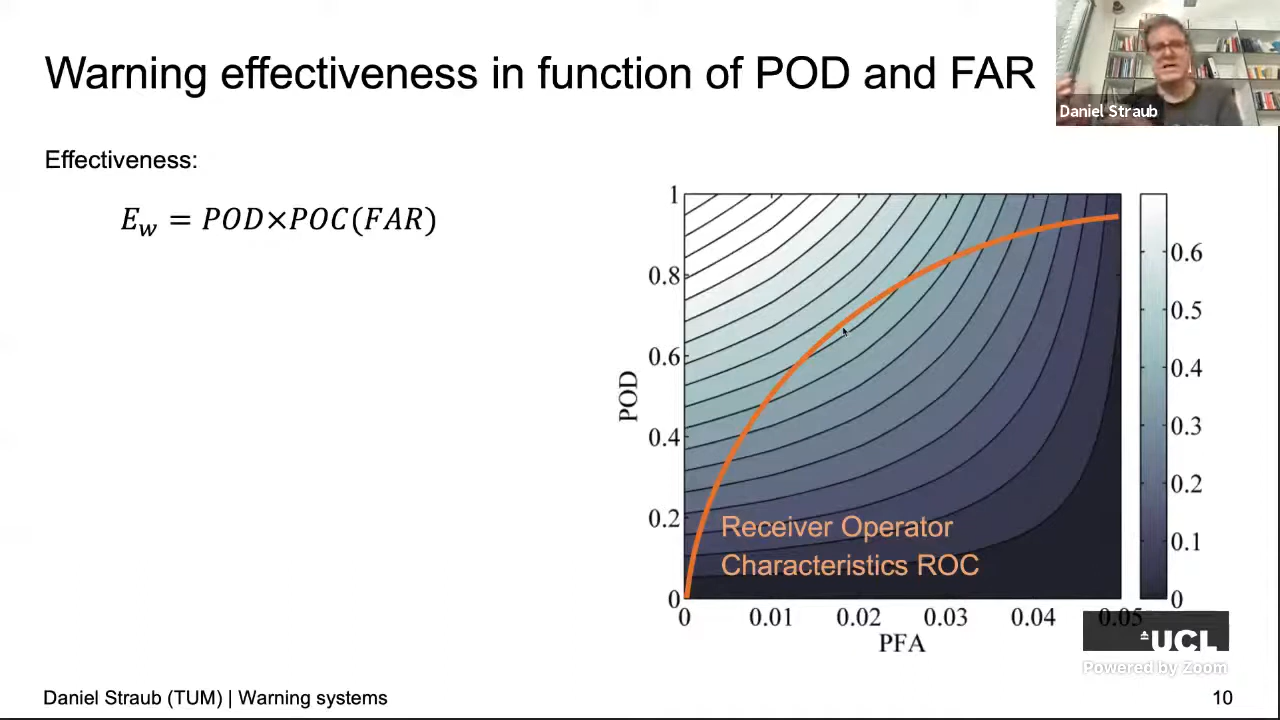 Warning effectiveness in function of POD and FAR
Daniel Straub
Effectiveness:
E_w = POD×POC(FAR)
1
0.8
0.6
0.4
0.2
0
POD
0
0.01
0.02
0.03
0.04
0.05
PFA
Receiver Operator
Characteristics ROC
0.6
0.5
0.4
0.3
0.2
0.1
0
UCL
Powered by Zoom
Daniel Straub (TUM) | Warning systems
10